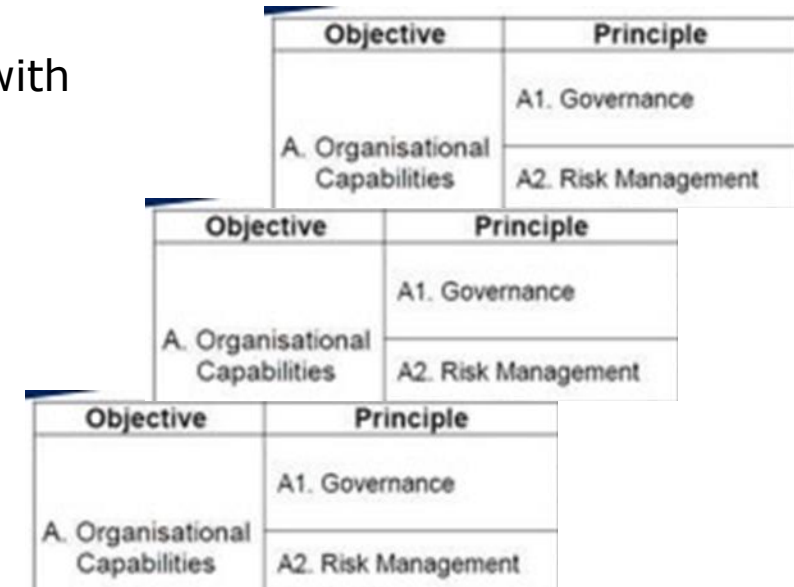 with
Objective Principle
A1. Governance
A. Organisational
Capabilities
A2. Risk Management
Objective Principle
A1. Governance
A. Organisational
Capabilities
A2. Risk Management
Objective Principle
A1. Governance
A. Organisational
Capabilities
A2. Risk Management